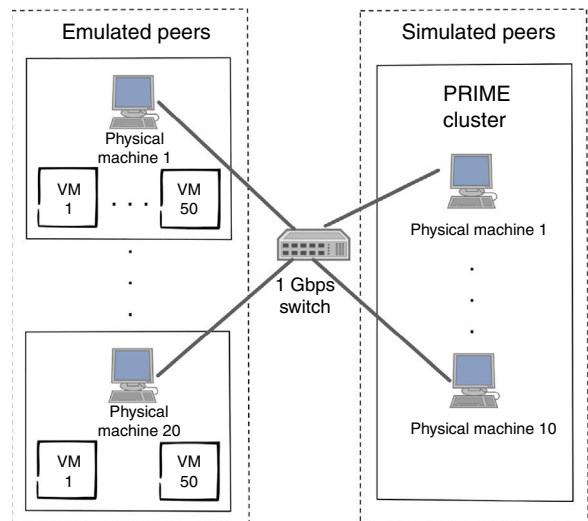 Emulated peers
Simulated peers
Physical
machine 1
VM
1
. . .
VM
50
PRIME
cluster
Physical machine 1
1 Gbps
switch
Physical
machine 20
VM
1
VM
50
Physical machine 10